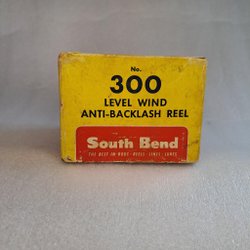 No.
300
LEVEL WIND
ANTI-BACKLASH REEL
South Bend
THE BEST IN RODS · REELS · LINES · LURES